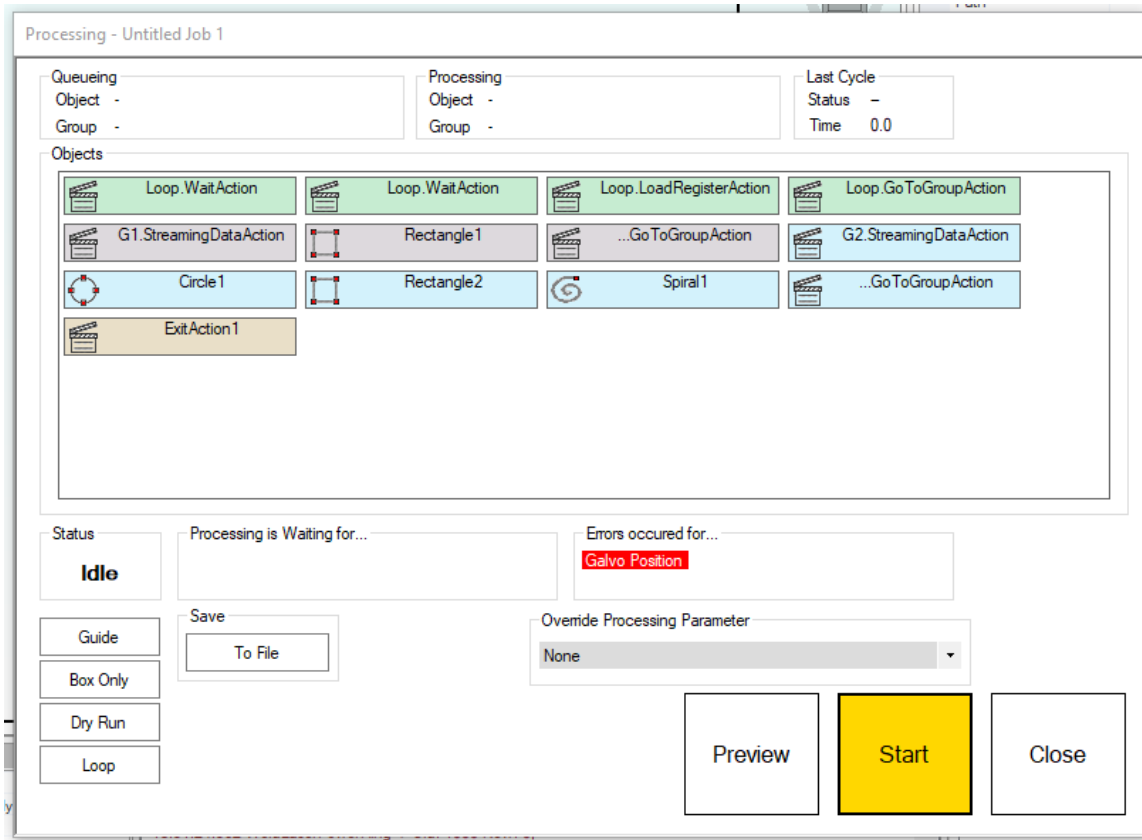 Path
Processing - Untitled Job 1
Queueing
Object -
Group -
Processing
Object -
Group -
Last Cycle
Status –
Time 0.0
Objects
Loop.WaitAction
Loop.WaitAction
Loop.LoadRegisterAction
Loop.GoToGroupAction
G1.StreamingDataAction
Rectangle1
...GoToGroupAction
G2.StreamingDataAction
Circle1
Rectangle2
Spiral1
...GoToGroupAction
ExitAction1
Status
Idle
Processing is Waiting for...
Errors occured for...
Galvo Position
Guide
Box Only
Dry Run
Loop
Save
To File
Override Processing Parameter
None
Preview
Start
Close